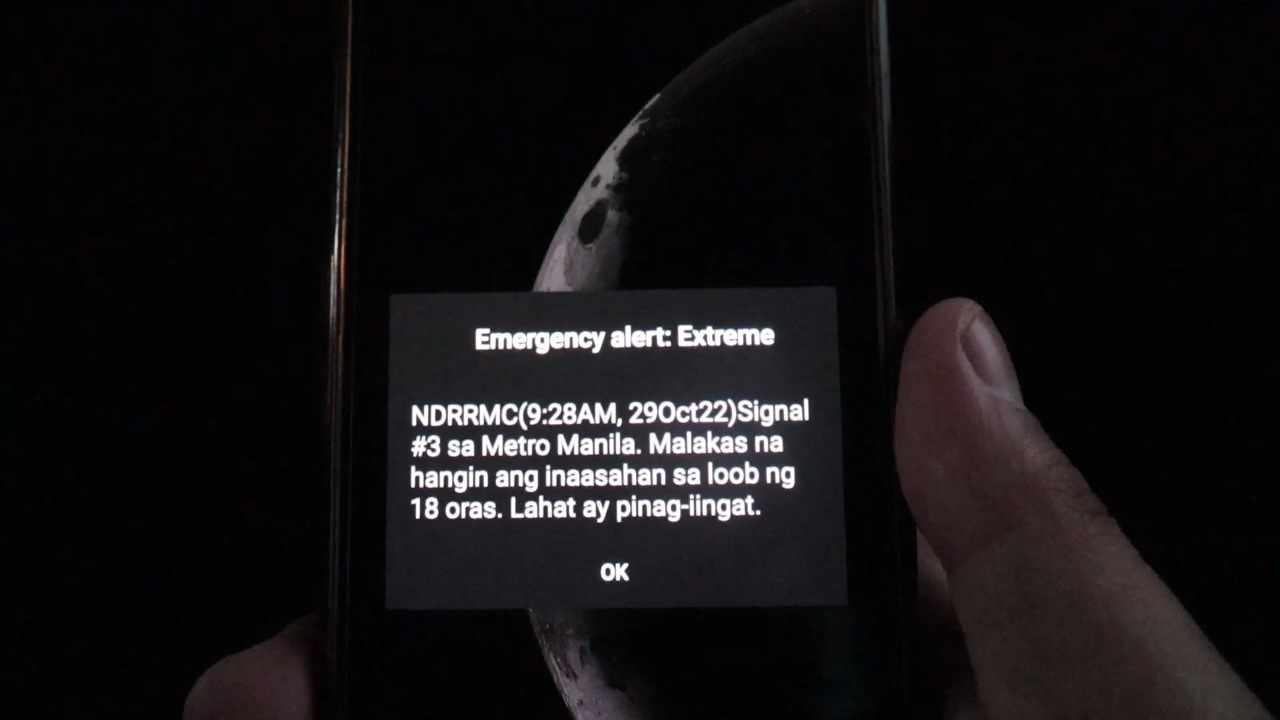 Emergency alert: Extreme
NDRRMC(9:28AM, 29Oct22)Signal
#3 sa Metro Manila. Malakas na
hangin ang inaasahan sa loob ng
18 oras. Lahat ay pinag-iingat.
OK